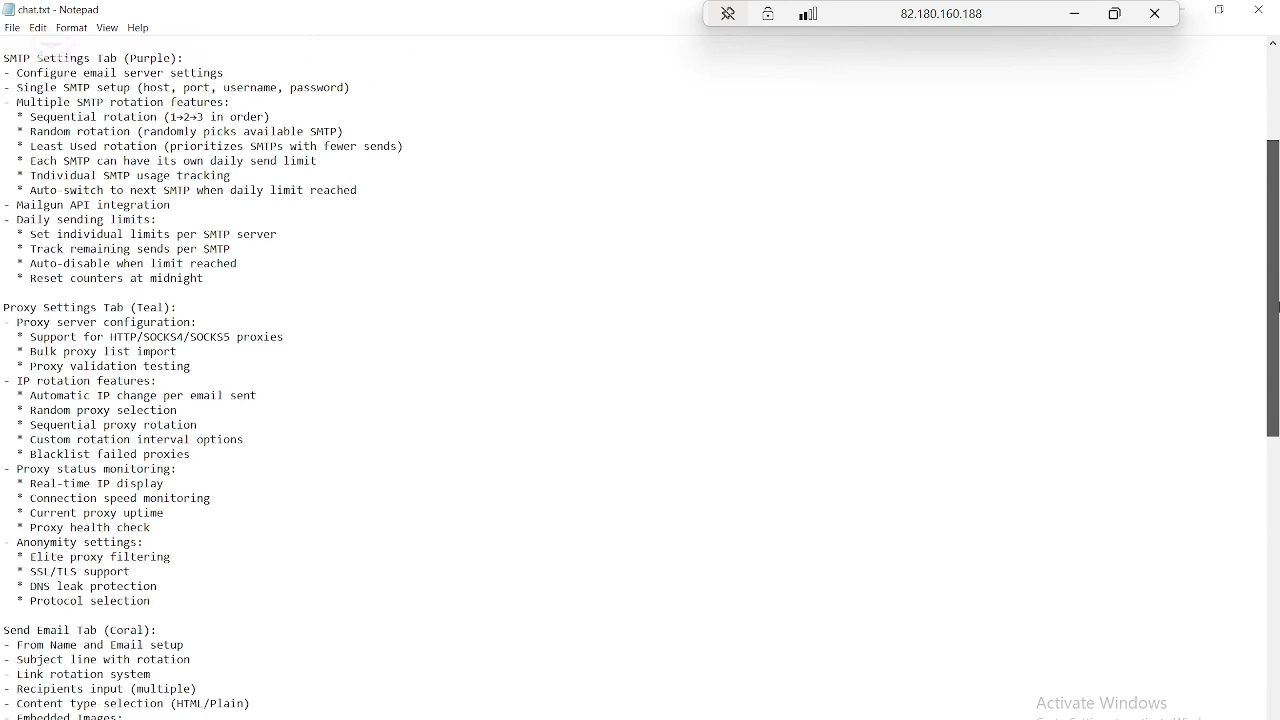 chat.txt - Notepad
82.180.160.188
File Edit Format View Help
SMTP Settings Tab (Purple):
- Configure email server settings
- Single SMTP setup (host, port, username, password)
- Multiple SMTP rotation features:
* Sequential rotation (1→2→3 in order)
* Random rotation (randomly picks available SMTP)
* Least Used rotation (prioritizes SMTPs with fewer sends)
* Each SMTP can have its own daily send limit
* Individual SMTP usage tracking
* Auto-switch to next SMTP when daily limit reached
- Mailgun API integration
- Daily sending limits:
* Set individual limits per SMTP server
* Track remaining sends per SMTP
* Auto-disable when limit reached
* Reset counters at midnight
Proxy Settings Tab (Teal):
- Proxy server configuration:
* Support for HTTP/SOCKS4/SOCKS5 proxies
* Bulk proxy list import
* Proxy validation testing
- IP rotation features:
* Automatic IP change per email sent
* Random proxy selection
* Sequential proxy rotation
* Custom rotation interval options
* Blacklist failed proxies
- Proxy status monitoring:
* Real-time IP display
* Connection speed monitoring
* Current proxy uptime
* Proxy health check
- Anonymity settings:
* Elite proxy filtering
* SSL/TLS support
* DNS leak protection
* Protocol selection
Send Email Tab (Coral):
- From Name and Email setup
- Subject line with rotation
- Link rotation system
- Recipients input (multiple)
- Content type selection (HTML/Plain)
- Embedded Images:
Activate Windows